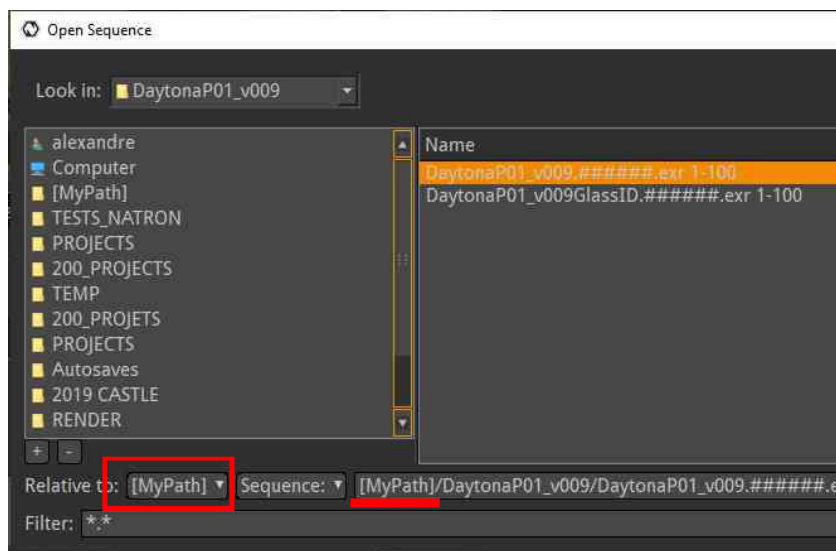 Open Sequence
Look in: DaytonaP01_v009
alexandre
Computer
[MyPath]
TESTS_NATRON
PROJECTS
200_PROJECTS
TEMP
200_PROJETS
PROJECTS
Autosaves
2019 CASTLE
RENDER
Name
DaytonaP01_v009.######.exr 1-100
DaytonaP01_v009GlassID.######.exr 1-100
+ -
Relative to: [MyPath] Sequence: [MyPath]/DaytonaP01_v009/DaytonaP01_v009.######.e
Filter: *.*